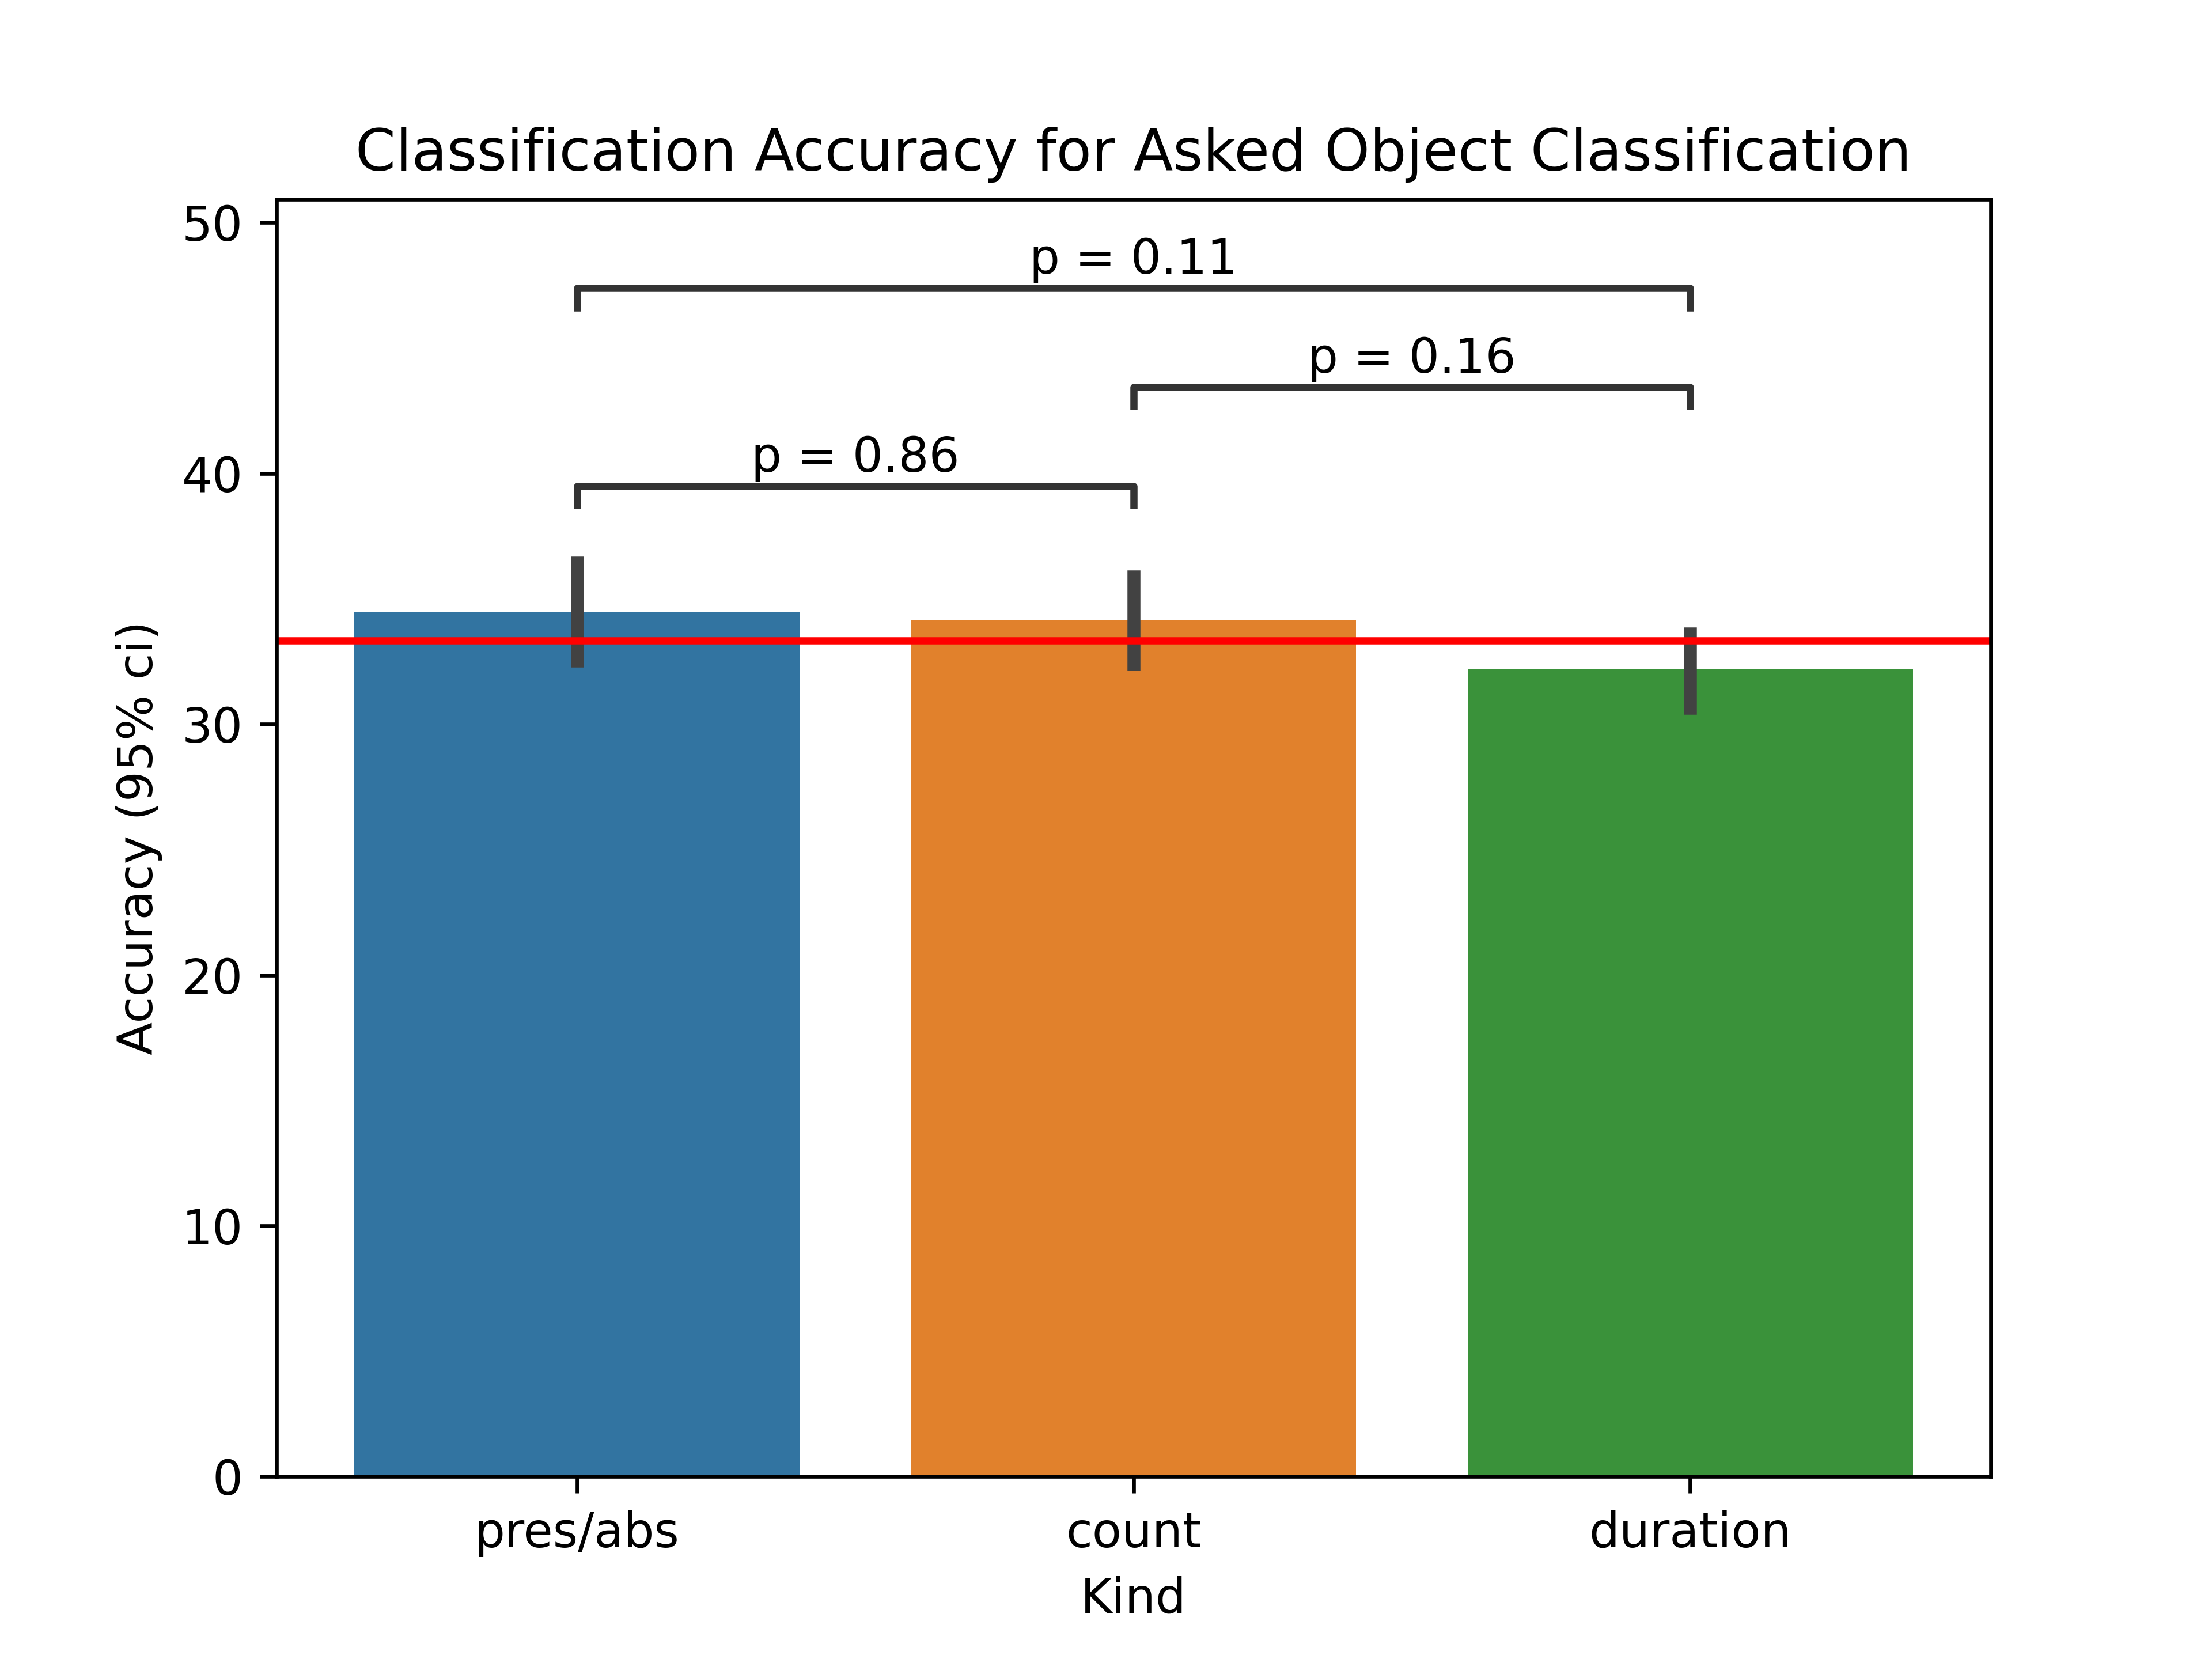 Classification Accuracy for Asked Object Classification
50
40
30
20
10
0
Accuracy (95% ci)
p = 0.11
p = 0.16
p = 0.86
pres/abs
count
duration
Kind